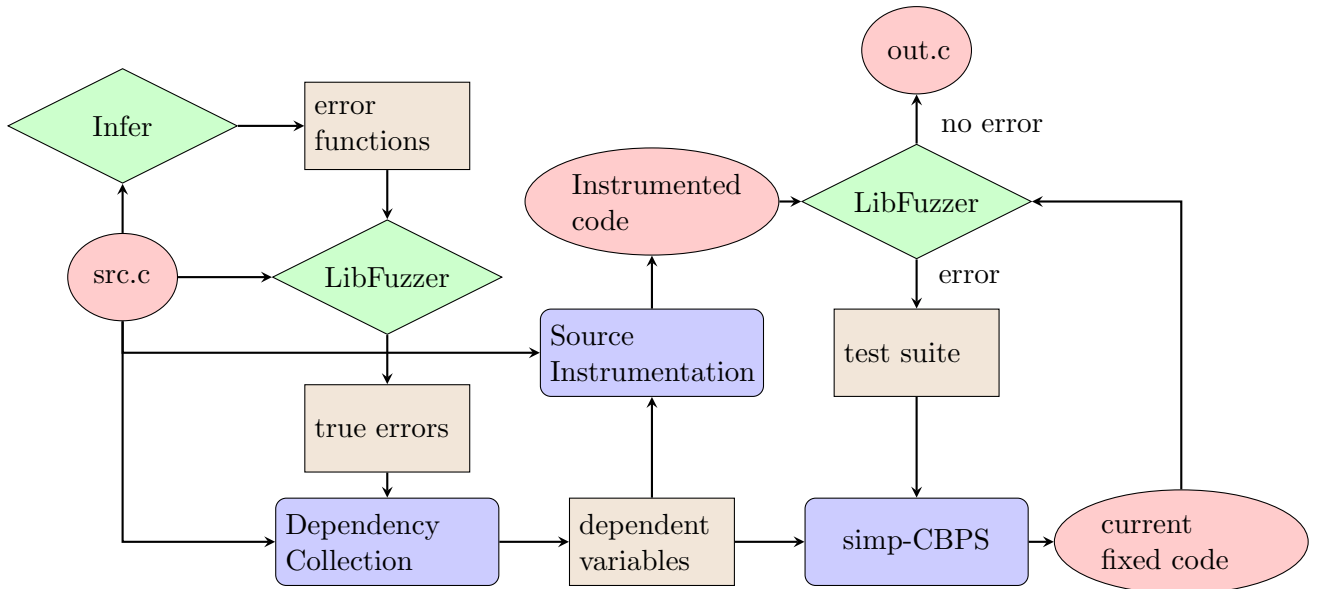 out.c
error
functions
Infer
no error
Instrumented
code
LibFuzzer
src.c
LibFuzzer
error
Source
Instrumentation
test suite
true errors
Dependency
Collection
dependent
variables
simp-CBPS
current
fixed code